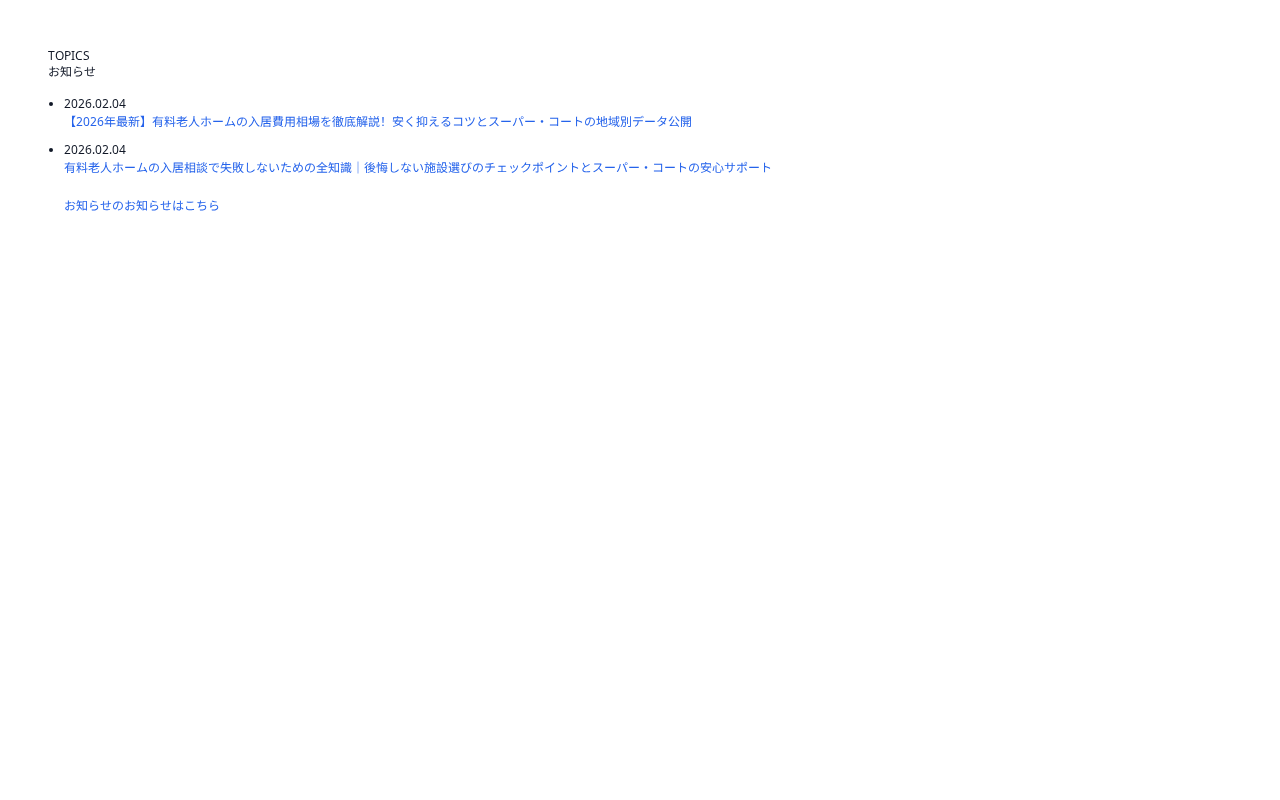 TOPICS
お知らせ
2026.02.04
【2026年最新】有料老人ホームの入居費用相場を徹底解説！安く抑えるコツとスーパー・コートの地域別データ公開
2026.02.04
有料老人ホームの入居相談で失敗しないための全知識｜後悔しない施設選びのチェックポイントとスーパー・コートの安心サポート
お知らせのお知らせはこちら